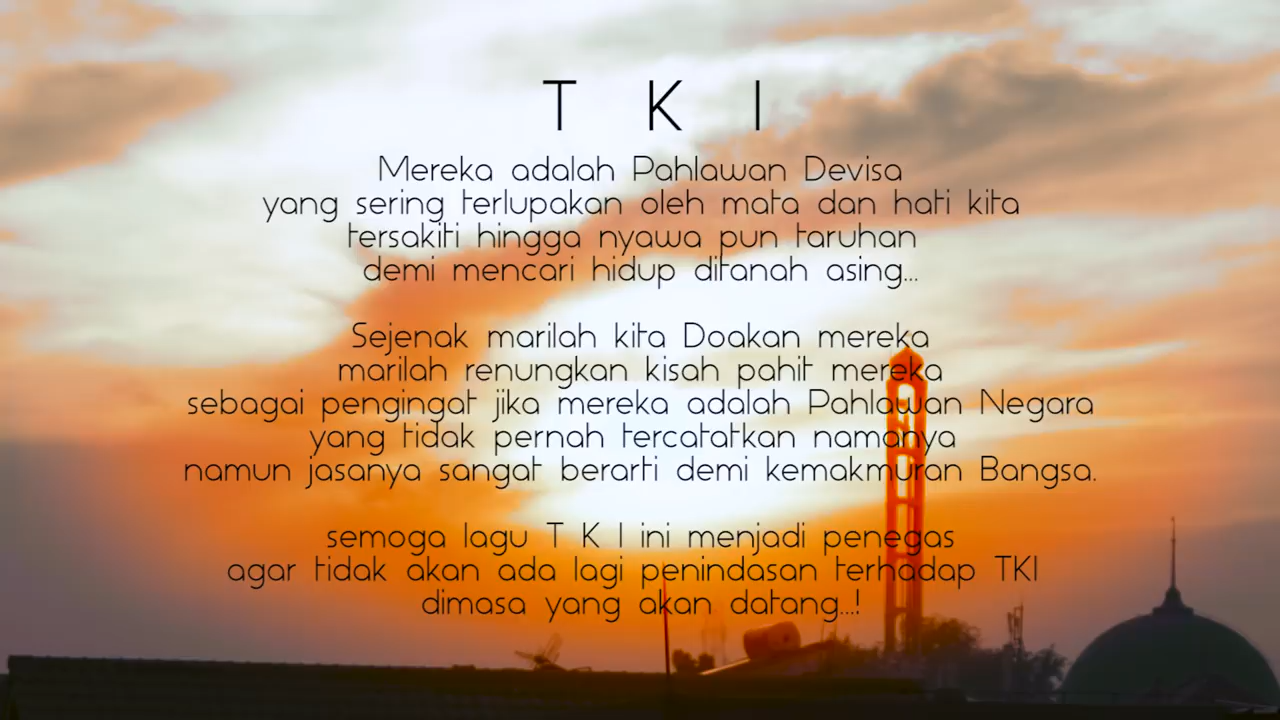 T K I
Mereka adalah Pahlawan Devisa
yang sering terlupakan oleh mata dan hati kita
tersakiti hingga nyawa pun taruhan
demi mencari hidup ditanah asing...
Sejenak marilah kita Doakan mereka
marilah renungkan kisah pahit mereka
sebagai pengingat jika mereka adalah Pahlawan Negara
yang tidak pernah tercatatkan namanya
namun jasanya sangat berarti demi kemakmuran Bangsa.
semoga lagu T K I ini menjadi penegas
agar tidak akan ada lagi penindasan terhadap TKI
dimasa yang akan datang...!